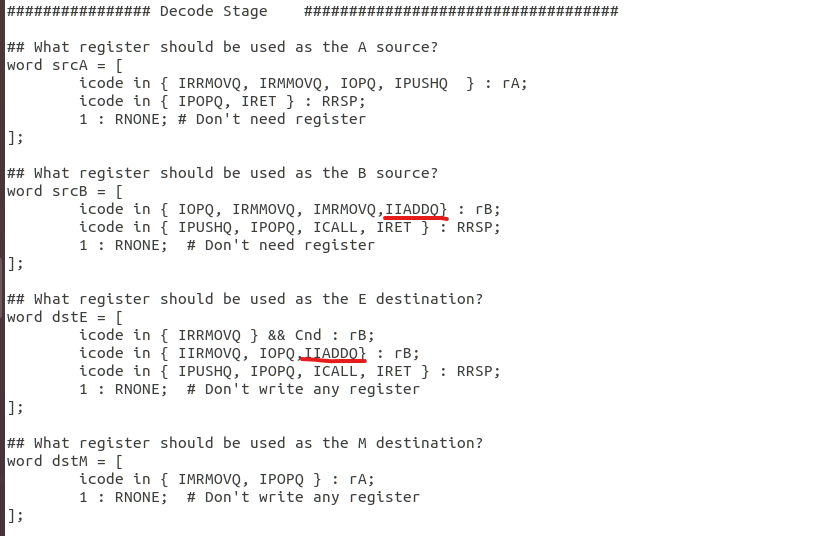 ################ Decode Stage    ###################################
## What register should be used as the A source?
word srcA = [
        icode in { IRRMOVQ, IRMMOVQ, IOPQ, IPUSHQ  } : rA;
        icode in { IPOPQ, IRET } : RRSP;
        1 : RNONE; # Don't need register
];
## What register should be used as the B source?
word srcB = [
        icode in { IOPQ, IRMMOVQ, IMRMOVQ,IIADDQ} : rB;
        icode in { IPUSHQ, IPOPQ, ICALL, IRET } : RRSP;
        1 : RNONE;  # Don't need register
];
## What register should be used as the E destination?
word dstE = [
        icode in { IRRMOVQ } && Cnd : rB;
        icode in { IIRMOVQ, IOPQ,IIADDQ} : rB;
        icode in { IPUSHQ, IPOPQ, ICALL, IRET } : RRSP;
        1 : RNONE;  # Don't write any register
];
## What register should be used as the M destination?
word dstM = [
        icode in { IMRMOVQ, IPOPQ } : rA;
        1 : RNONE;  # Don't write any register
];